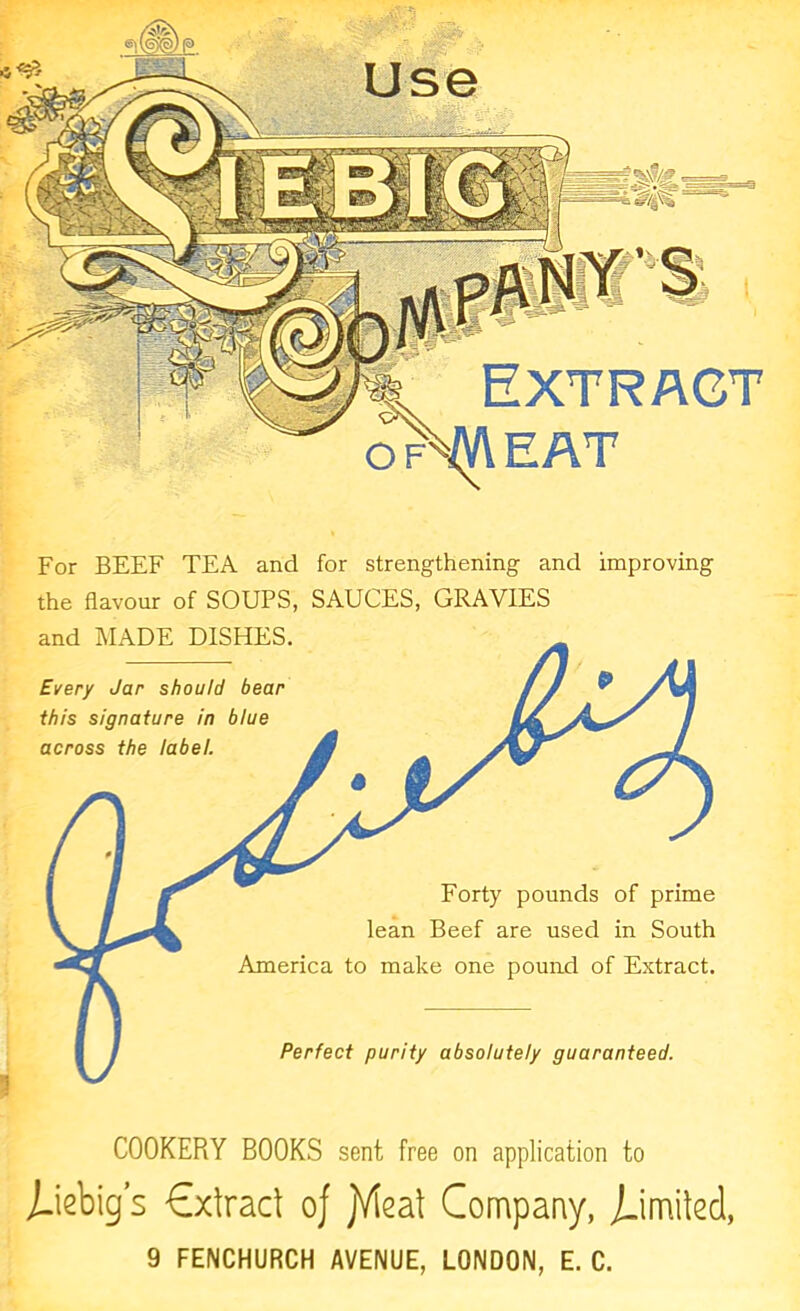 Use
LIEBIG
COMPANY'S
EXTRACT
OF MEAT
For BEEF TEA and for strengthening and improving
the flavour of SOUPS, SAUCES, GRAVIES
and MADE DISHES.
Every Jar should bear
this signature in blue
across the label.
J v Liebig
Forty pounds of prime
lean Beef are used in South
America to make one pound of Extract.
Perfect purity absolutely guaranteed.
COOKERY BOOKS sent free on application to
Liebig's Extract of Meat Company, Limited,
9 FENCHURCH AVENUE, LONDON, E. C.